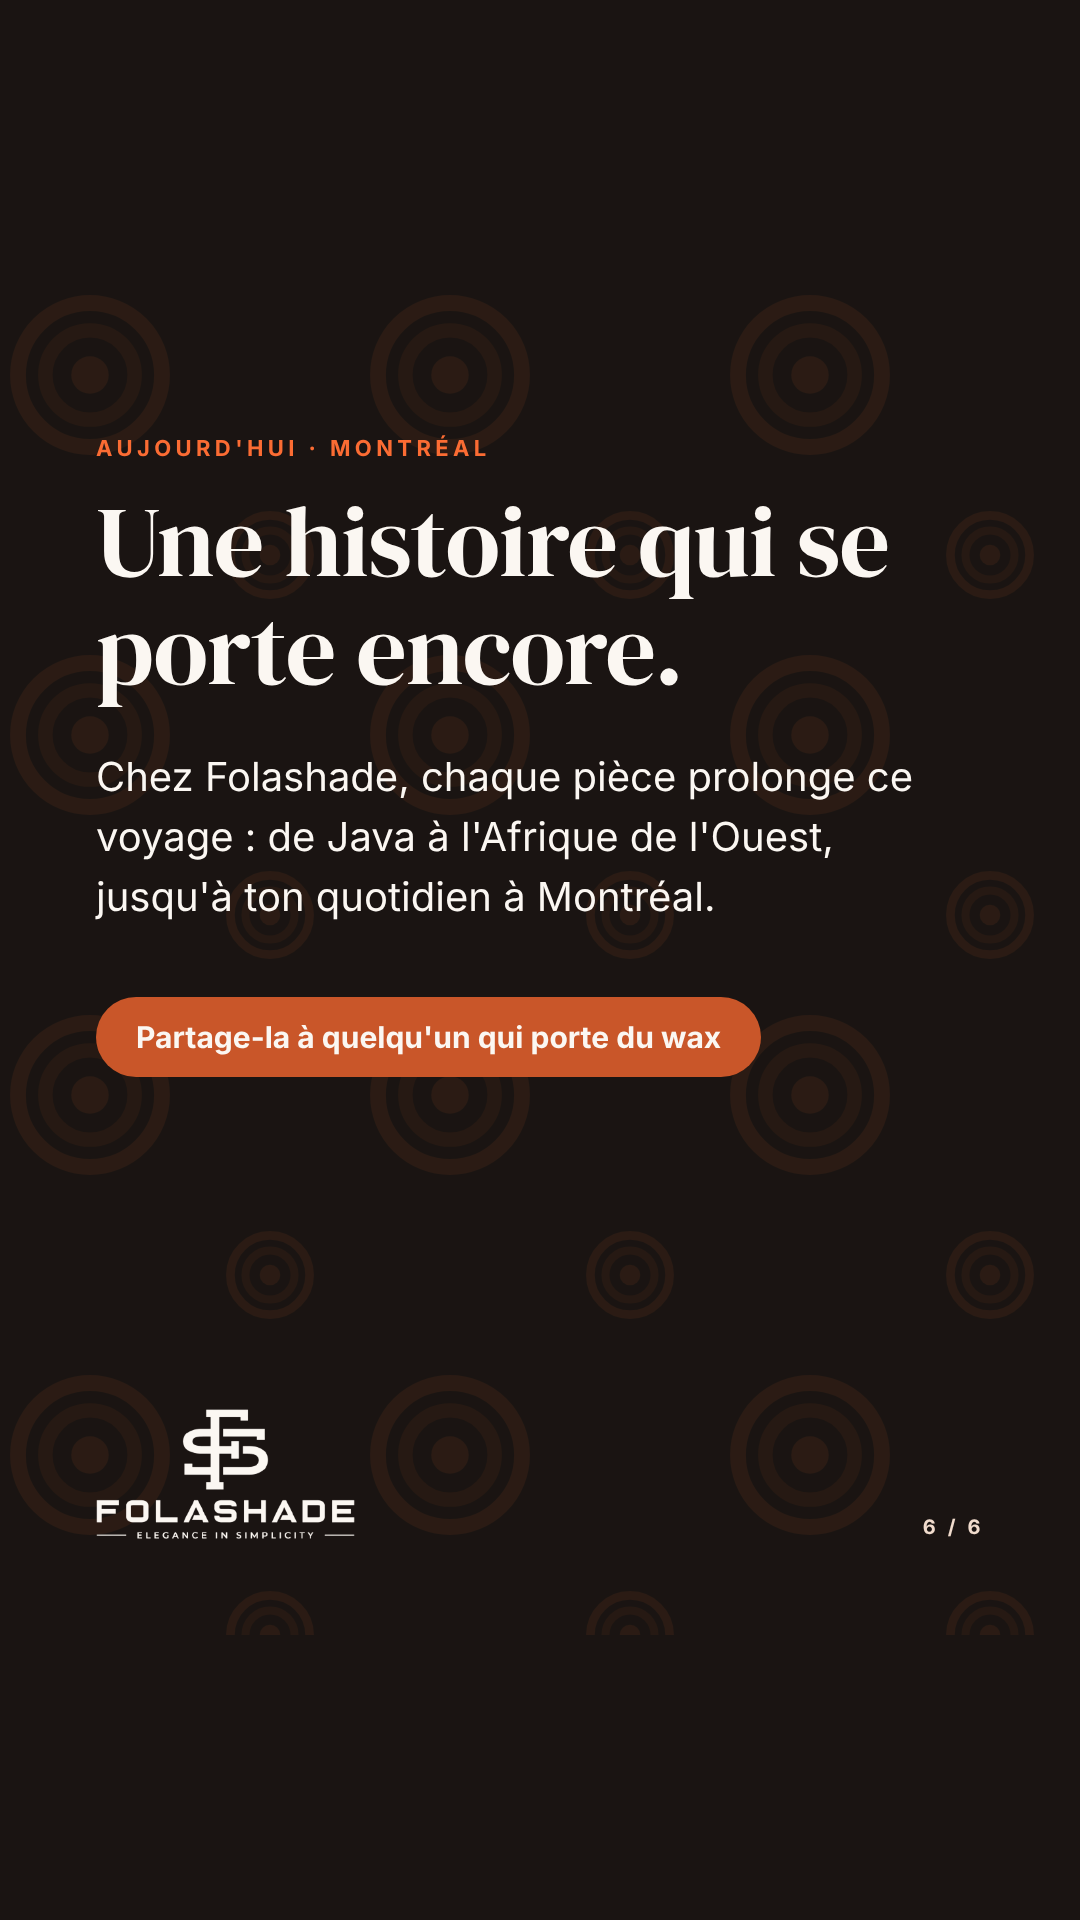 AUJOURD'HUI · MONTRÉAL
Une histoire qui se
porte encore.
Chez Folashade, chaque pièce prolonge ce
voyage : de Java à l'Afrique de l'Ouest,
jusqu'à ton quotidien à Montréal.
Partage-la à quelqu'un qui porte du wax
FS
FOLASHADE
ELEGANCE IN SIMPLICITY
6 / 6